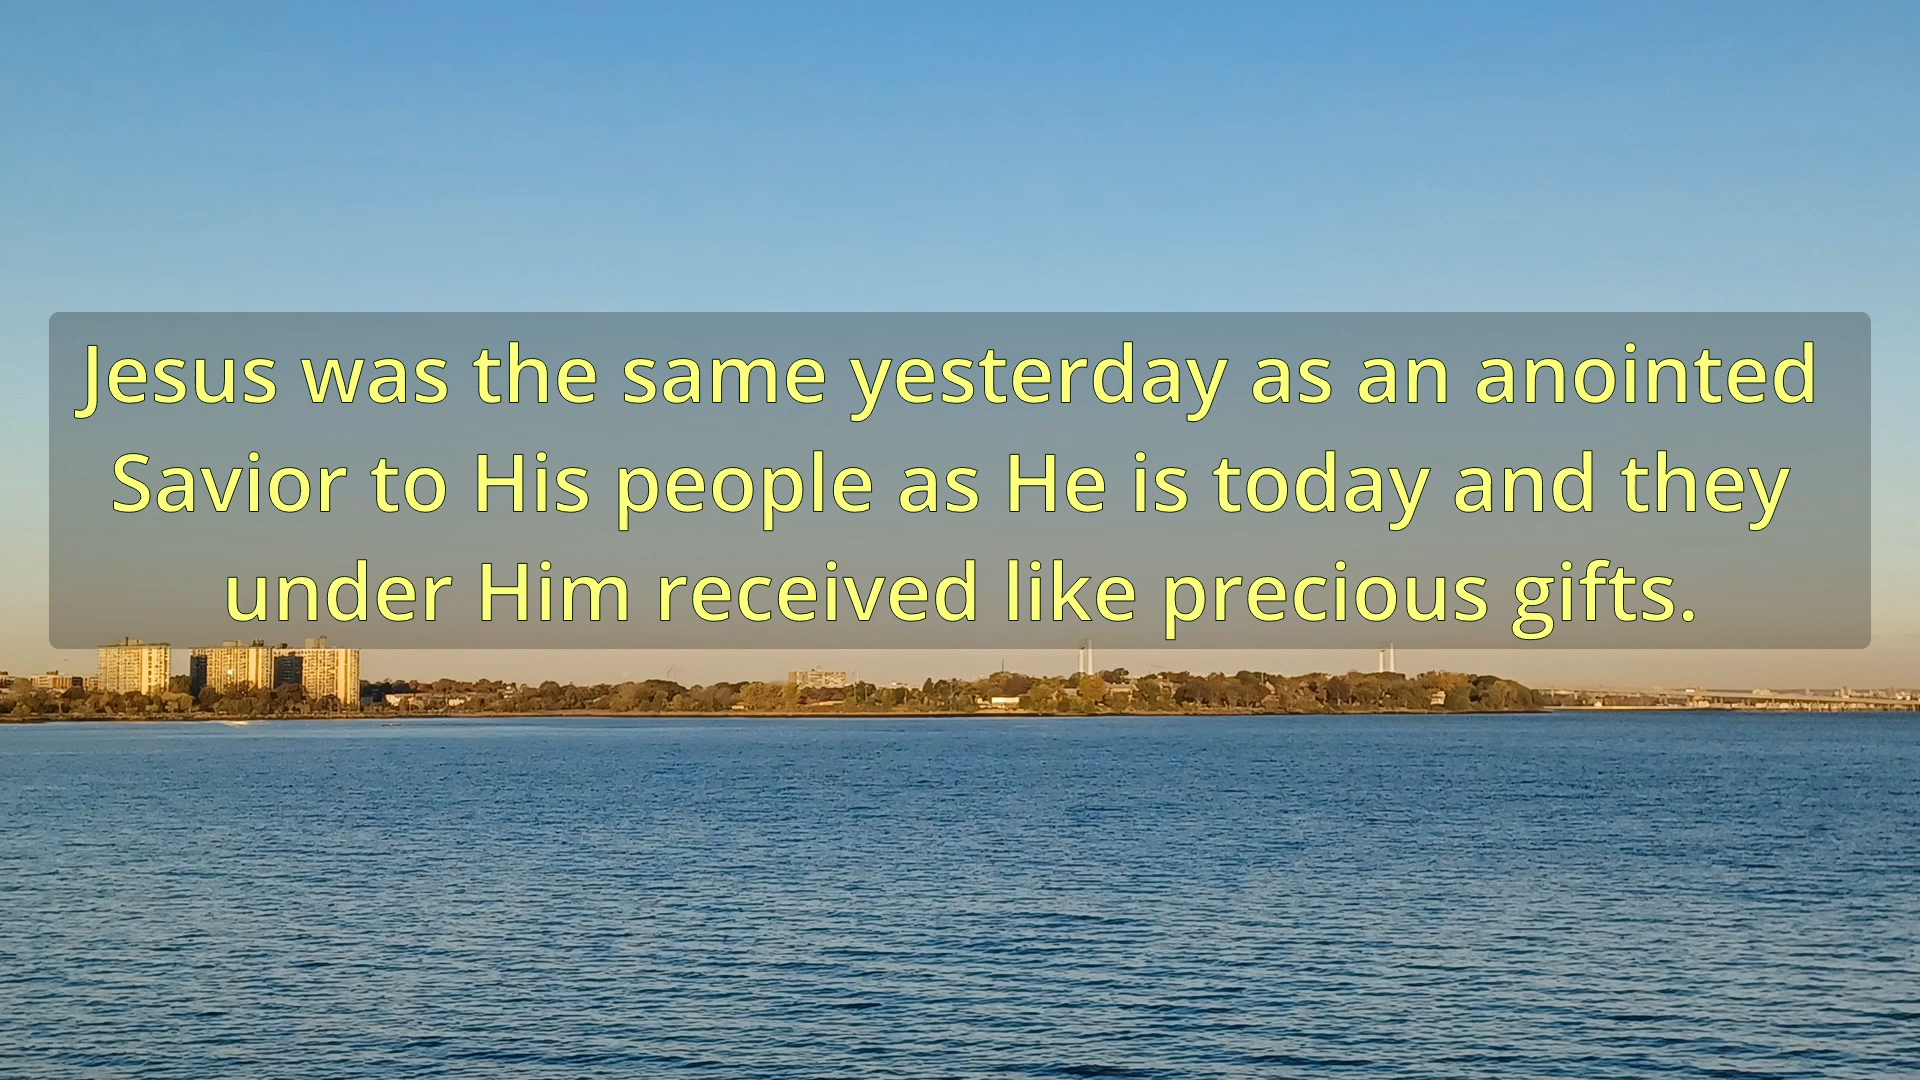 Jesus was the same yesterday as an anointed
Savior to His people as He is today and they
under Him received like precious gifts.